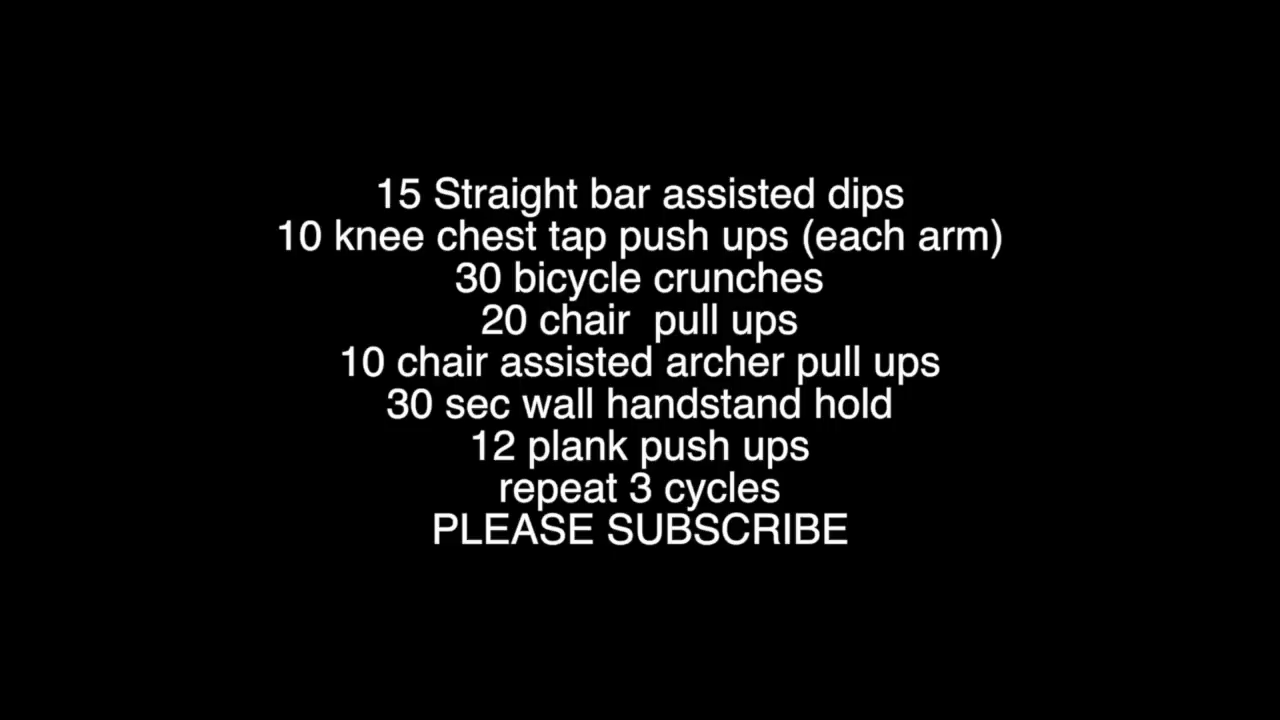 15 Straight bar assisted dips
10 knee chest tap push ups (each arm)
30 bicycle crunches
20 chair  pull ups
10 chair assisted archer pull ups
30 sec wall handstand hold
12 plank push ups
repeat 3 cycles
PLEASE SUBSCRIBE